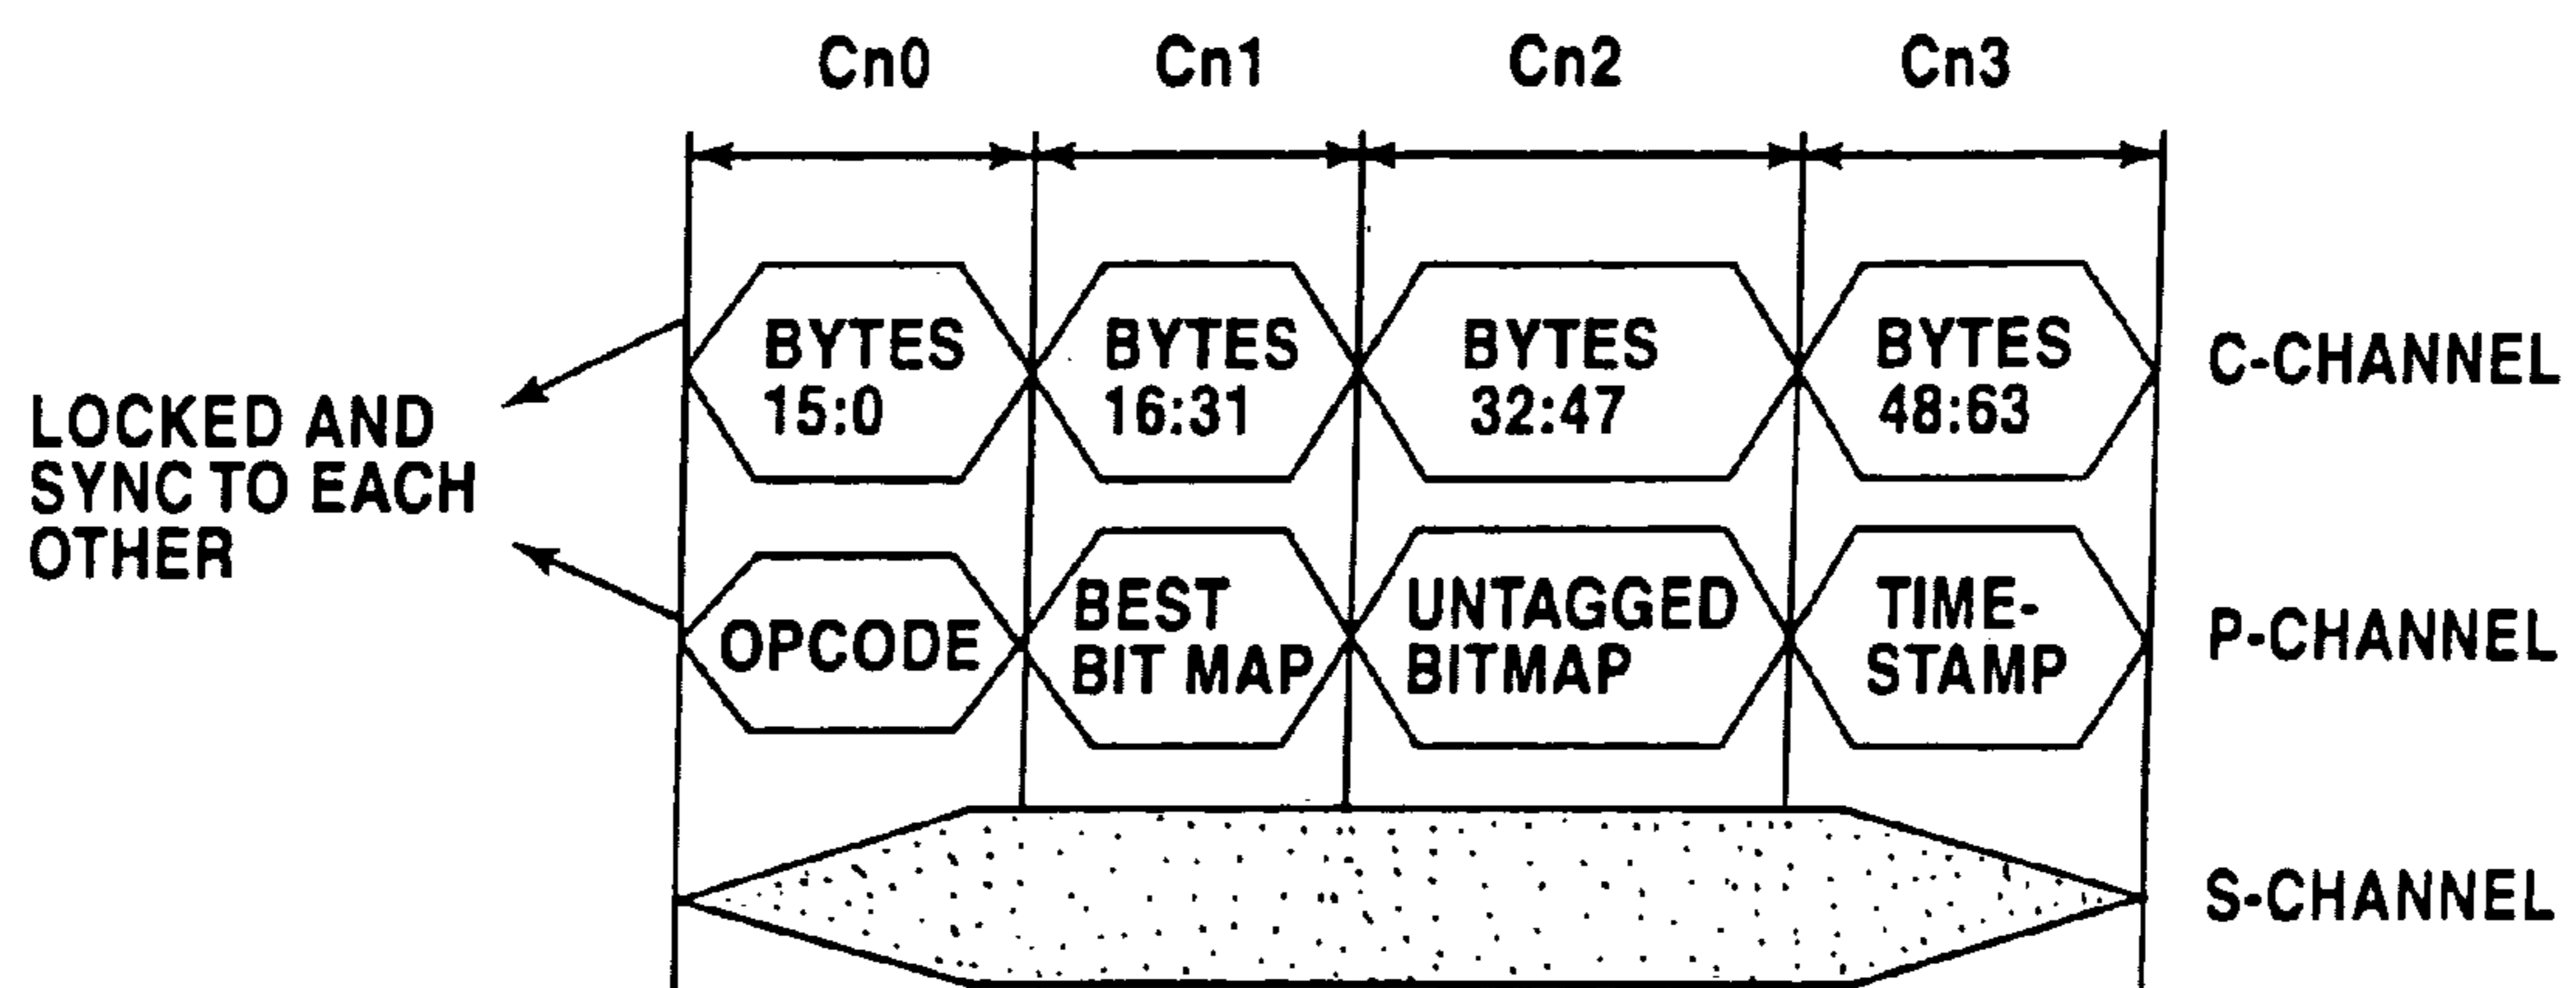 Cn0 Cn1 Cn2 Cn3
BYTES 15:0
BYTES 16:31
BYTES 32:47
BYTES 48:63
C-CHANNEL
LOCKED AND
SYNC TO EACH
OTHER
OPCODE
BEST
BIT MAP
UNTAGGED
BITMAP
TIME-
STAMP
P-CHANNEL
S-CHANNEL